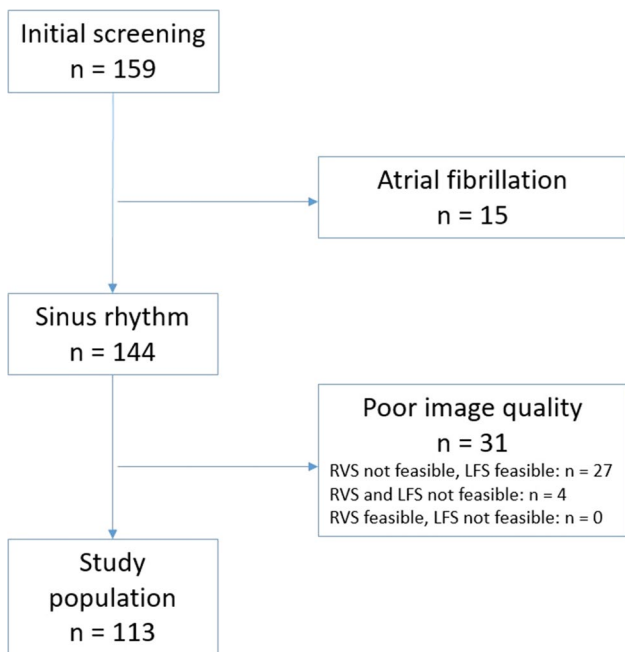 Initial screening
n = 159
Atrial fibrillation
n = 15
Sinus rhythm
n = 144
Poor image quality
n = 31
RVS not feasible, LFS feasible: n = 27
RVS and LFS not feasible: n = 4
RVS feasible, LFS not feasible: n = 0
Study
population
n = 113